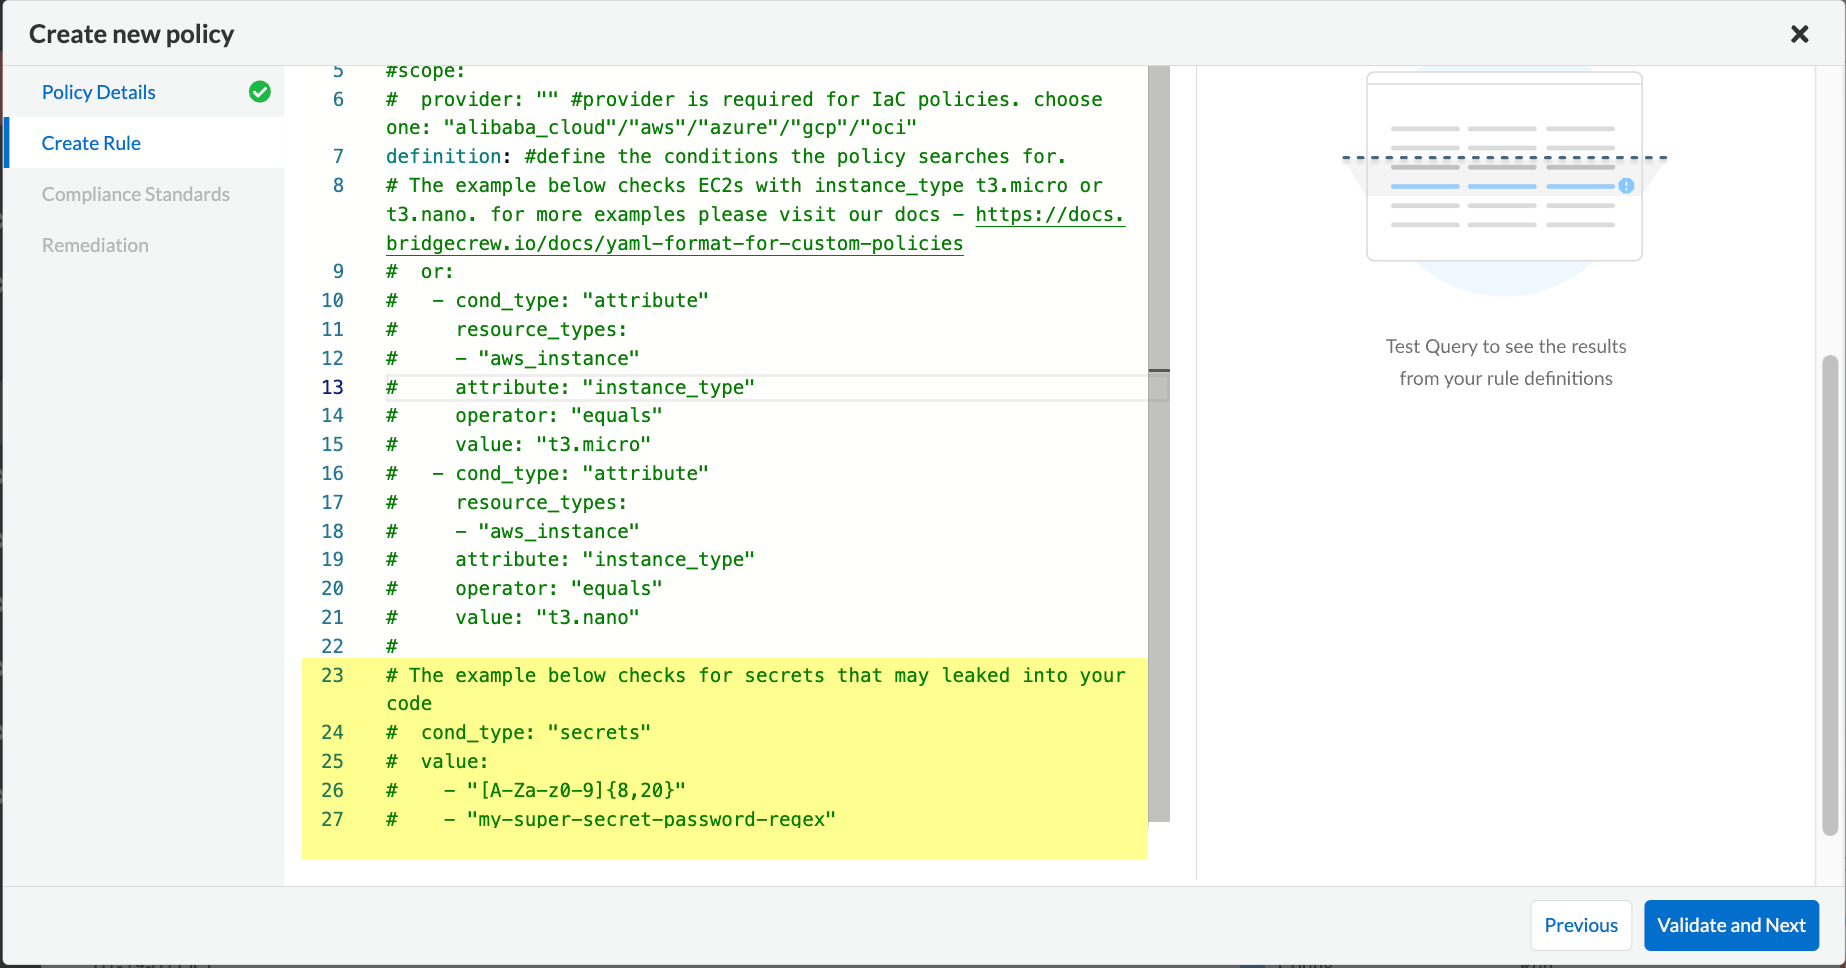 Create new policy
Policy Details
Create Rule
Compliance Standards
Remediation
5 #scope:
6 #  provider: "" #provider is required for IaC policies. choose
one: "alibaba_cloud"/"aws"/"azure"/"gcp"/"oci"
7 definition: #define the conditions the policy searches for.
8 # The example below checks EC2s with instance_type t3.micro or
t3.nano. for more examples please visit our docs - https://docs.
bridgecrew.io/docs/yaml-format-for-custom-policies
9 #  or:
10 #   - cond_type: "attribute"
11 #     resource_types:
12 #     - "aws_instance"
13 #     attribute: "instance_type"
14 #     operator: "equals"
15 #     value: "t3.micro"
16 #   - cond_type: "attribute"
17 #     resource_types:
18 #     - "aws_instance"
19 #     attribute: "instance_type"
20 #     operator: "equals"
21 #     value: "t3.nano"
22 #
23 # The example below checks for secrets that may leaked into your
code
24 #  cond_type: "secrets"
25 #  value:
26 #    - "[A-Za-z0-9]{8,20}"
27 #    - "my-super-secret-password-regex"
Test Query to see the results
from your rule definitions
Previous
Validate and Next